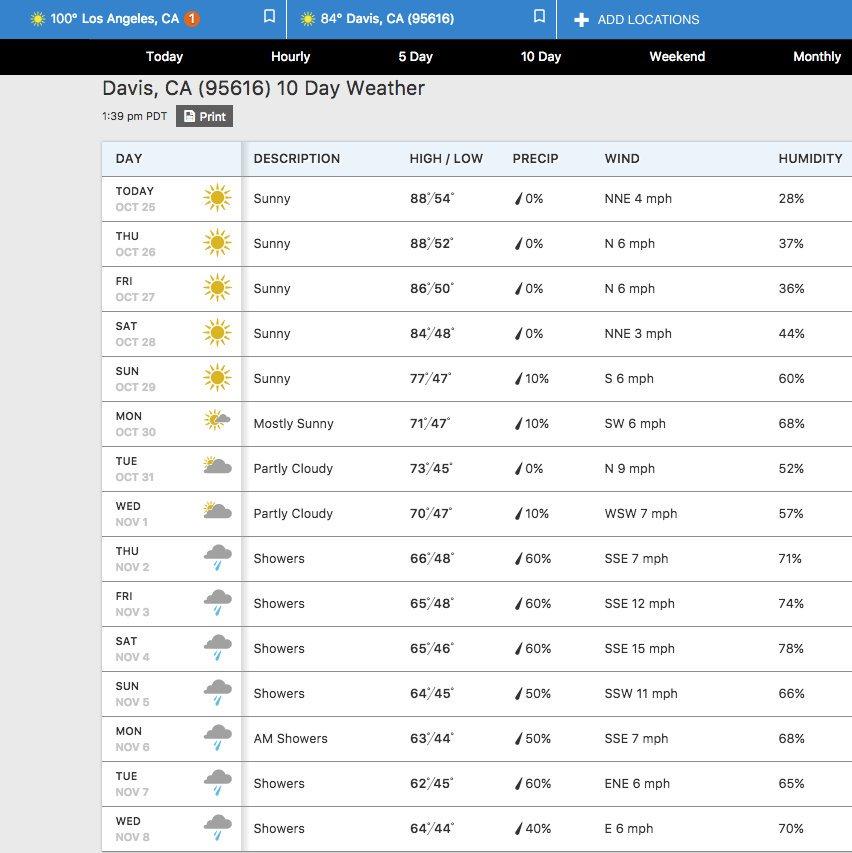 100° Los Angeles, CA 1 84° Davis, CA (95616) ADD LOCATIONS
Today Hourly 5 Day 10 Day Weekend Monthly
Davis, CA (95616) 10 Day Weather
1:39 pm PDT Print
DAY DESCRIPTION HIGH / LOW PRECIP WIND HUMIDITY
TODAY
OCT 25 Sunny 88°/54° 0% NNE 4 mph 28%
THU
OCT 26 Sunny 88°/52° 0% N 6 mph 37%
FRI
OCT 27 Sunny 86°/50° 0% N 6 mph 36%
SAT
OCT 28 Sunny 84°/48° 0% NNE 3 mph 44%
SUN
OCT 29 Sunny 77°/47° 10% S 6 mph 60%
MON
OCT 30 Mostly Sunny 71°/47° 10% SW 6 mph 68%
TUE
OCT 31 Partly Cloudy 73°/45° 0% N 9 mph 52%
WED
NOV 1 Partly Cloudy 70°/47° 10% WSW 7 mph 57%
THU
NOV 2 Showers 66°/48° 60% SSE 7 mph 71%
FRI
NOV 3 Showers 65°/48° 60% SSE 12 mph 74%
SAT
NOV 4 Showers 65°/46° 60% SSE 15 mph 78%
SUN
NOV 5 Showers 64°/45° 50% SSW 11 mph 66%
MON
NOV 6 AM Showers 63°/44° 50% SSE 7 mph 68%
TUE
NOV 7 Showers 62°/45° 60% ENE 6 mph 65%
WED
NOV 8 Showers 64°/44° 40% E 6 mph 70%